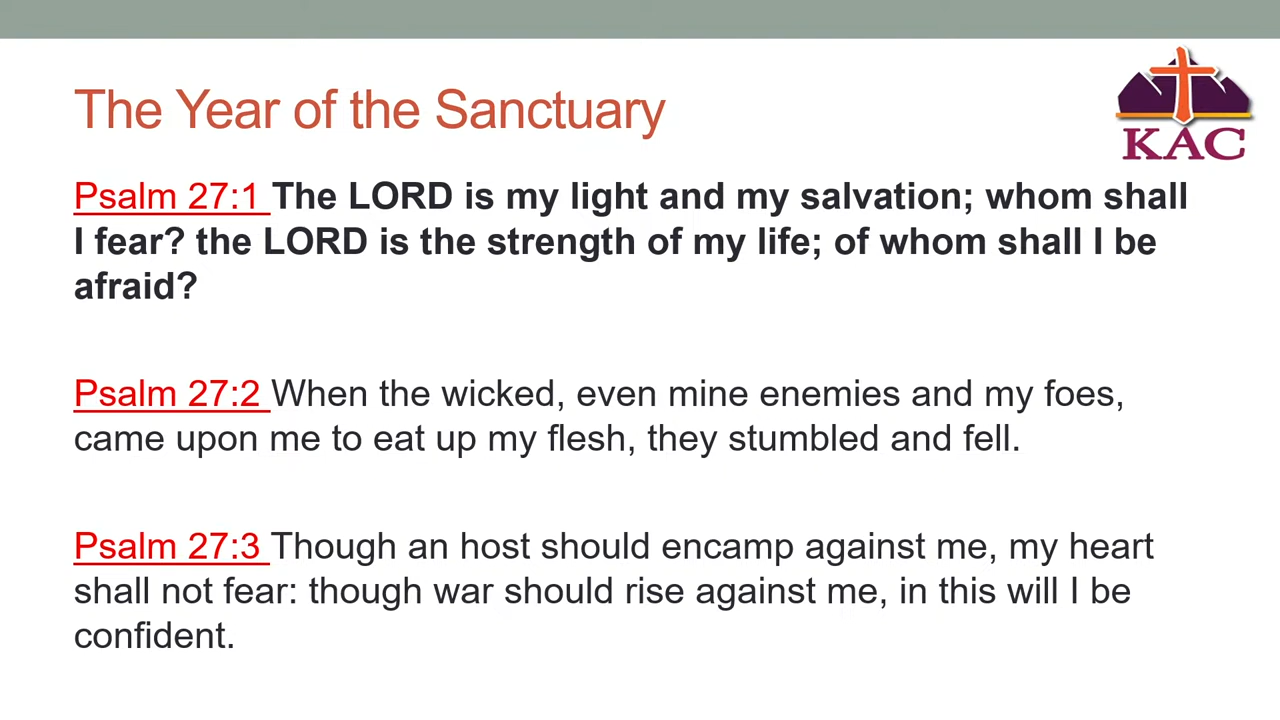 The Year of the Sanctuary
KAC
Psalm 27:1 The LORD is my light and my salvation; whom shall
I fear? the LORD is the strength of my life; of whom shall I be
afraid?
Psalm 27:2 When the wicked, even mine enemies and my foes,
came upon me to eat up my flesh, they stumbled and fell.
Psalm 27:3 Though an host should encamp against me, my heart
shall not fear: though war should rise against me, in this will I be
confident.